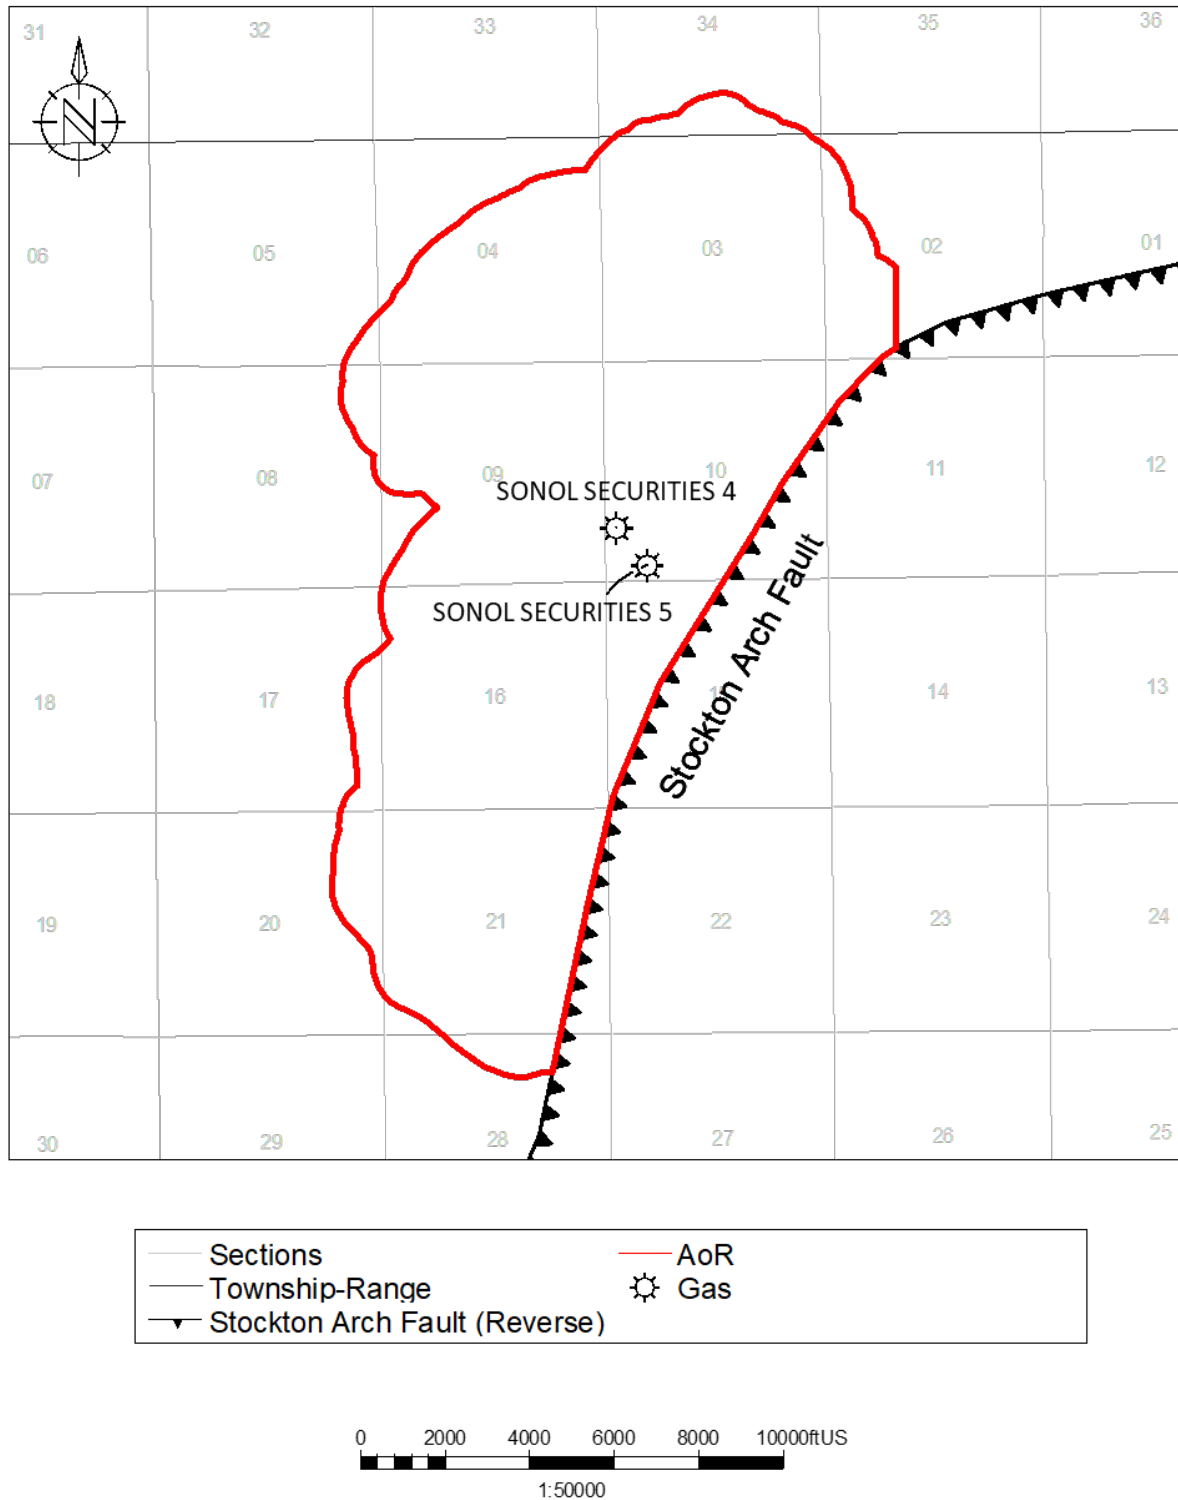 31 32 33 34 35 36
N
06 05 04 03 02 01
07 08 09 10 11 12
SONOL SECURITIES 4
SONOL SECURITIES 5
Stockton Arch Fault
18 17 16 14 13
19 20 21 22 23 24
30 29 28 27 26 25
Sections
AoR
Township-Range
Gas
Stockton Arch Fault (Reverse)
0 2000 4000 6000 8000 10000ftUS
1:50000